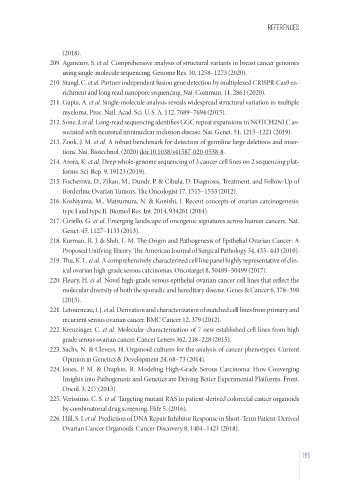 REFERENCES
(2018).
209. Aganezov, S. et al. Comprehensive analysis of structural variants in breast cancer genomes
using single-molecule sequencing. Genome Res. 30, 1258–1273 (2020).
210. Stangl, C. et al. Partner independent fusion gene detection by multiplexed CRISPR-Cas9 en-
richment and long read nanopore sequencing. Nat. Commun. 11, 2861 (2020).
211. Gupta, A. et al. Single-molecule analysis reveals widespread structural variation in multiple
myeloma. Proc. Natl. Acad. Sci. U. S. A. 112, 7689–7694 (2015).
212. Sone, J. et al. Long-read sequencing identifies GGC repeat expansions in NOTCH2NLC as-
sociated with neuronal intranuclear inclusion disease. Nat. Genet. 51, 1215–1221 (2019).
213. Zook, J. M. et al. A robust benchmark for detection of germline large deletions and inser-
tions. Nat. Biotechnol. (2020) doi:10.1038/s41587-020-0538-8.
214. Arora, K. et al. Deep whole-genome sequencing of 3 cancer cell lines on 2 sequencing plat-
forms. Sci. Rep. 9, 19123 (2019).
215. Fischerova, D., Zikan, M., Dundr, P. & Cibula, D. Diagnosis, Treatment, and Follow-Up of
Borderline Ovarian Tumors. The Oncologist 17, 1515–1533 (2012).
216. Koshiyama, M., Matsumura, N. & Konishi, I. Recent concepts of ovarian carcinogenesis:
type I and type II. Biomed Res. Int. 2014, 934261 (2014).
217. Ciriello, G. et al. Emerging landscape of oncogenic signatures across human cancers. Nat.
Genet. 45, 1127–1133 (2013).
218. Kurman, R. J. & Shih, I.-M. The Origin and Pathogenesis of Epithelial Ovarian Cancer: A
Proposed Unifying Theory. The American Journal of Surgical Pathology 34, 433–443 (2010).
219. Thu, K. L. et al. A comprehensively characterized cell line panel highly representative of clin-
ical ovarian high-grade serous carcinomas. Oncotarget 8, 50489–50499 (2017).
220. Fleury, H. et al. Novel high-grade serous epithelial ovarian cancer cell lines that reflect the
molecular diversity of both the sporadic and hereditary disease. Genes & Cancer 6, 378–398
(2015).
221. Létourneau, I. J. et al. Derivation and characterization of matched cell lines from primary and
recurrent serous ovarian cancer. BMC Cancer 12, 379 (2012).
222. Kreuzinger, C. et al. Molecular characterization of 7 new established cell lines from high
grade serous ovarian cancer. Cancer Letters 362, 218–228 (2015).
223. Sachs, N. & Clevers, H. Organoid cultures for the analysis of cancer phenotypes. Current
Opinion in Genetics & Development 24, 68–73 (2014).
224. Jones, P. M. & Drapkin, R. Modeling High-Grade Serous Carcinoma: How Converging
Insights into Pathogenesis and Genetics are Driving Better Experimental Platforms. Front.
Oncol. 3, 217 (2013).
225. Verissimo, C. S. et al. Targeting mutant RAS in patient-derived colorectal cancer organoids
by combinatorial drug screening. Elife 5, (2016).
226. Hill, S. J. et al. Prediction of DNA Repair Inhibitor Response in Short-Term Patient-Derived
Ovarian Cancer Organoids. Cancer Discovery 8, 1404–1421 (2018).
195